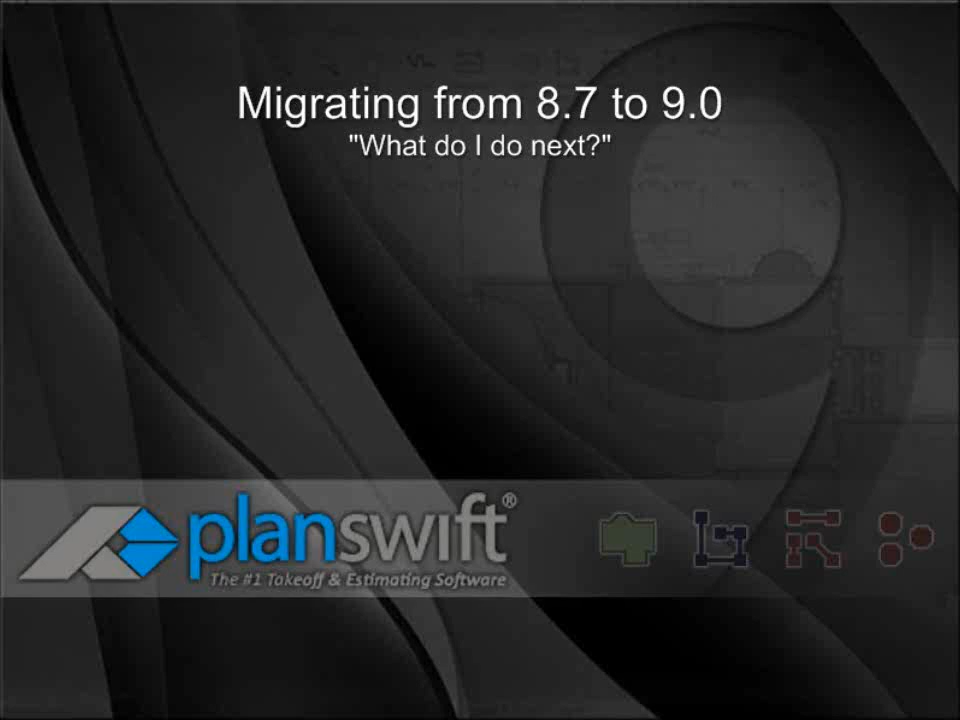 Migrating from 8.7 to 9.0
"What do I do next?"
planswift®
The #1 Takeoff & Estimating Software